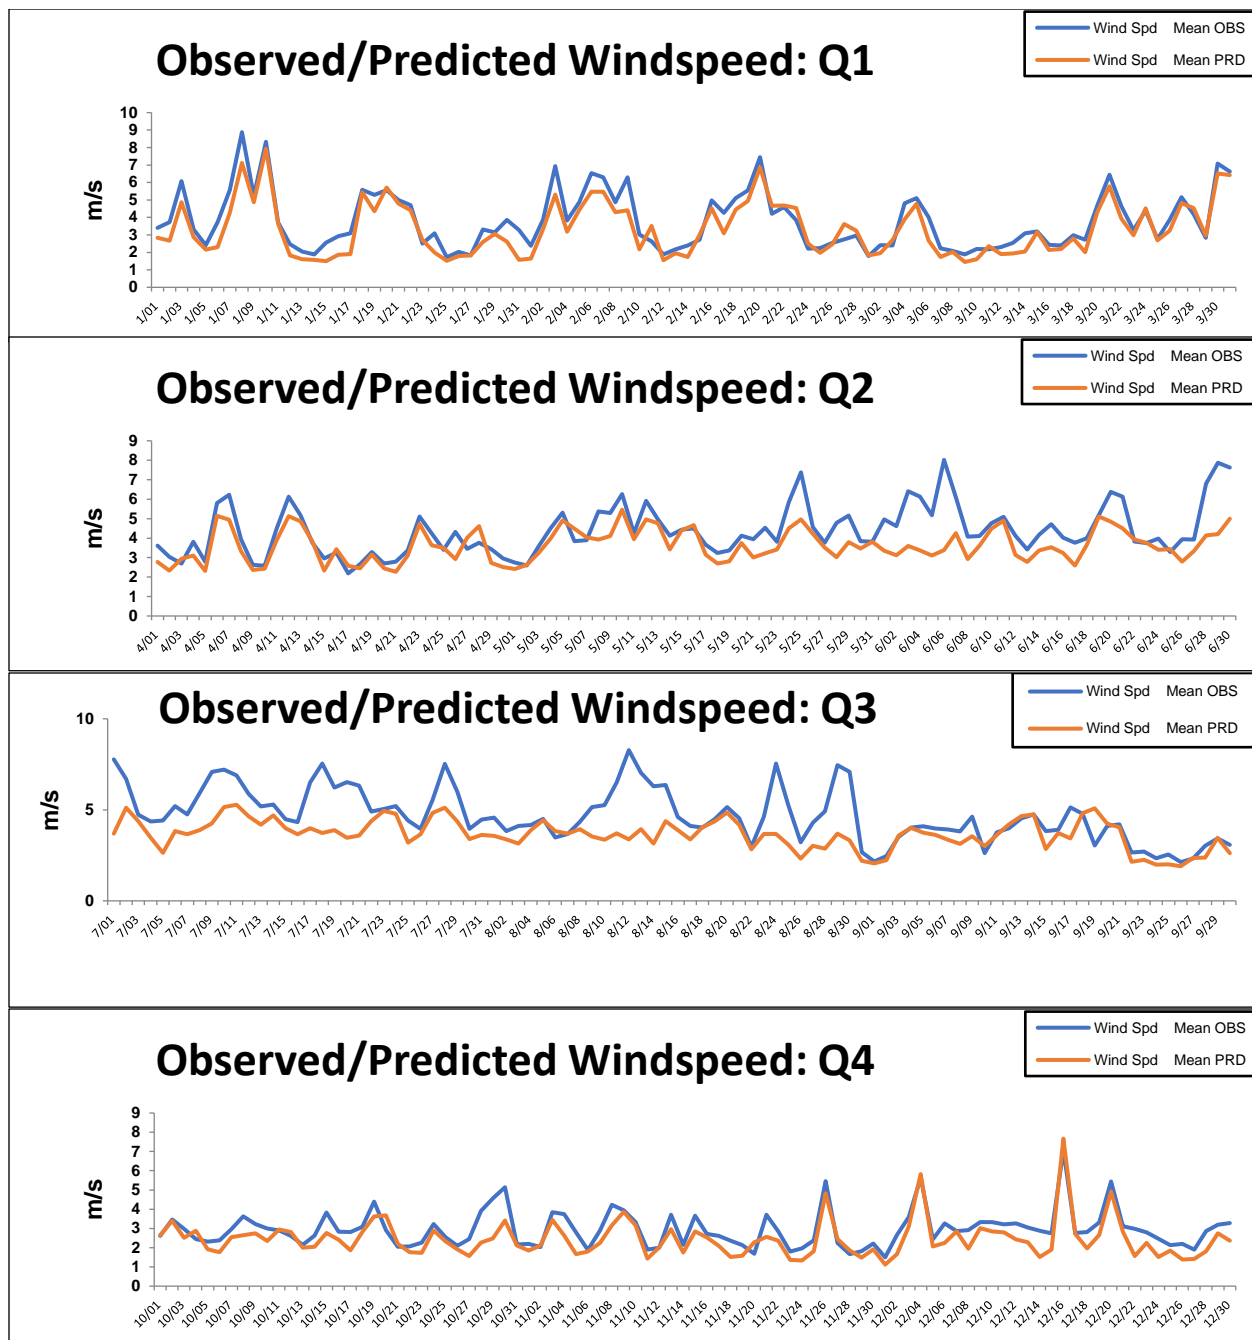 Observed/Predicted Windspeed: Q1
Wind Spd Mean OBS
Wind Spd Mean PRD
m/s
10
9
8
7
6
5
4
3
2
1
0
1/01 1/03 1/05 1/07 1/09 1/11 1/13 1/15 1/17 1/19 1/21 1/23 1/25 1/27 1/29 1/31 2/02 2/04 2/06 2/08 2/10 2/12 2/14 2/16 2/18 2/20 2/22 2/24 2/26 2/28 3/02 3/04 3/06 3/08 3/10 3/12 3/14 3/16 3/18 3/20 3/22 3/24 3/26 3/28 3/30
Observed/Predicted Windspeed: Q2
Wind Spd Mean OBS
Wind Spd Mean PRD
m/s
9
8
7
6
5
4
3
2
1
0
4/01 4/03 4/05 4/07 4/09 4/11 4/13 4/15 4/17 4/19 4/21 4/23 4/25 4/27 4/29 5/01 5/03 5/05 5/07 5/09 5/11 5/13 5/15 5/17 5/19 5/21 5/23 5/25 5/27 5/29 5/31 6/02 6/04 6/06 6/08 6/10 6/12 6/14 6/16 6/18 6/20 6/22 6/24 6/26 6/28 6/30
Observed/Predicted Windspeed: Q3
Wind Spd Mean OBS
Wind Spd Mean PRD
m/s
10
5
0
7/01 7/03 7/05 7/07 7/09 7/11 7/13 7/15 7/17 7/19 7/21 7/23 7/25 7/27 7/29 7/31 8/02 8/04 8/06 8/08 8/10 8/12 8/14 8/16 8/18 8/20 8/22 8/24 8/26 8/28 8/30 9/01 9/03 9/05 9/07 9/09 9/11 9/13 9/15 9/17 9/19 9/21 9/23 9/25 9/27 9/29
Observed/Predicted Windspeed: Q4
Wind Spd Mean OBS
Wind Spd Mean PRD
m/s
9
8
7
6
5
4
3
2
1
0
10/01 10/03 10/05 10/07 10/09 10/11 10/13 10/15 10/17 10/19 10/21 10/23 10/25 10/27 10/29 10/31 11/02 11/04 11/06 11/08 11/10 11/12 11/14 11/16 11/18 11/20 11/22 11/24 11/26 11/28 11/30 12/02 12/04 12/06 12/08 12/10 12/12 12/14 12/16 12/18 12/20 12/22 12/24 12/26 12/28 12/30